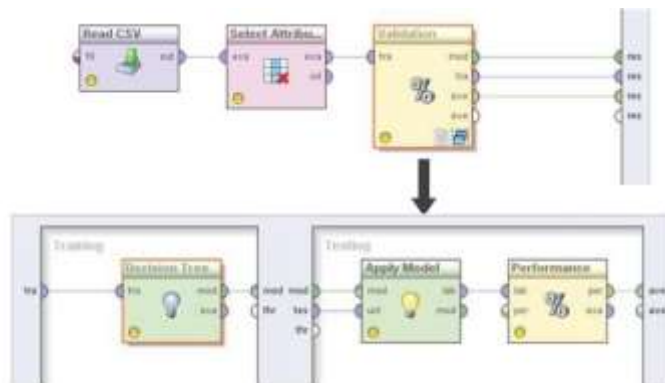 Read CSV
fil
out
Select Attribu...
exa
exa
ori
Validation
tra
mod
tra
ave
ave
res
res
res
res
Training
Testing
Decision Tree...
Apply Model
Performance
tra
tra
mod
exa
mod
thr
mod
tes
thr
mod
unl
lab
mod
lab
per
per
exa
ave
ave